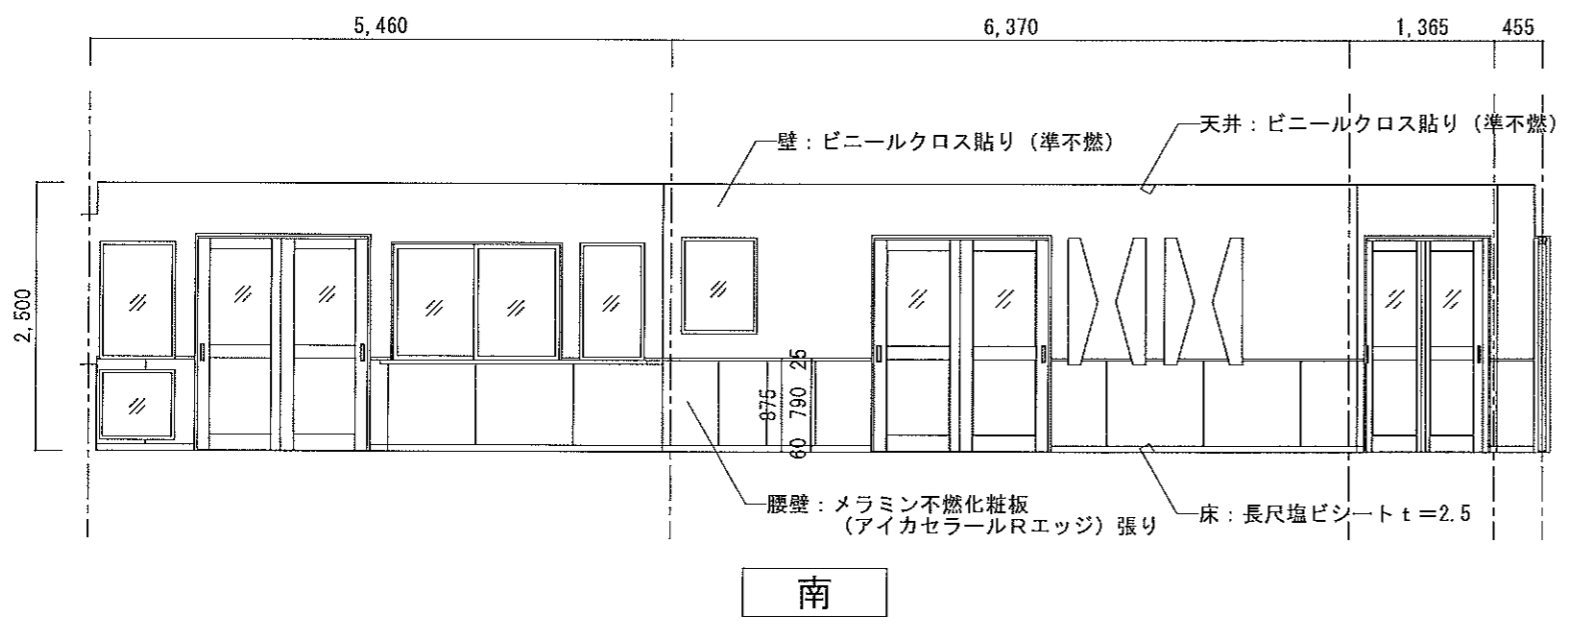 5,460
6,370
1,365
455
天井：ビニールクロス貼り（準不燃）
壁：ビニールクロス貼り（準不燃）
2,500
25
875
790
60
腰壁：メラミン不燃化粧板
（アイカセラールＲエッジ）張り
床：長尺塩ビシートｔ＝2.5
南